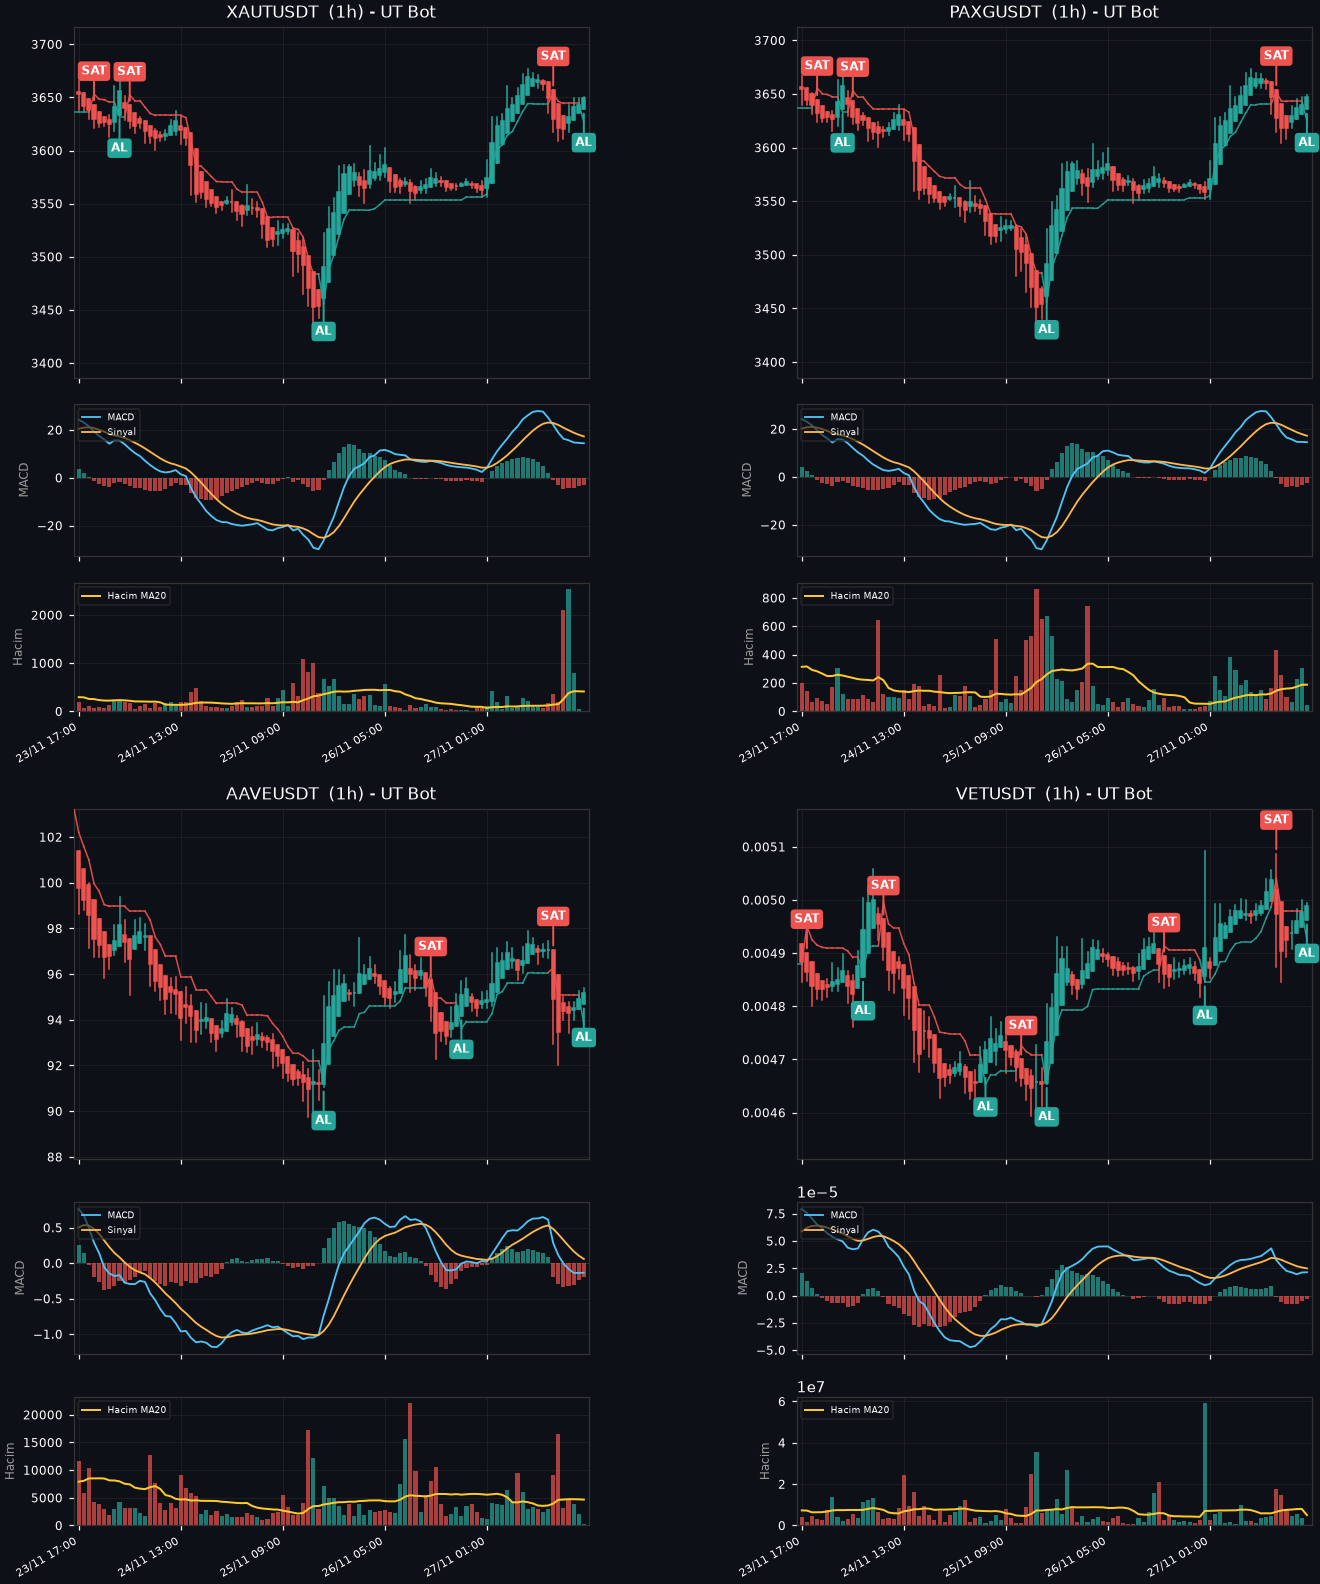 XAUTUSDT (1h) - UT Bot
3700
3650
3600
3550
3500
3450
3400
SAT
SAT
AL
AL
SAT
AL
MACD
Sinyal
20
0
−20
MACD
Hacim MA20
2000
1000
0
Hacim
23/11 17:00
24/11 13:00
25/11 09:00
26/11 05:00
27/11 01:00
PAXGUSDT (1h) - UT Bot
3700
3650
3600
3550
3500
3450
3400
SAT
SAT
AL
AL
SAT
AL
MACD
Sinyal
20
0
−20
MACD
Hacim MA20
800
600
400
200
0
Hacim
23/11 17:00
24/11 13:00
25/11 09:00
26/11 05:00
27/11 01:00
AAVEUSDT (1h) - UT Bot
102
100
98
96
94
92
90
88
AL
SAT
AL
SAT
AL
MACD
Sinyal
0.5
0.0
−0.5
−1.0
MACD
Hacim MA20
20000
15000
10000
5000
0
Hacim
23/11 17:00
24/11 13:00
25/11 09:00
26/11 05:00
27/11 01:00
VETUSDT (1h) - UT Bot
0.0051
0.0050
0.0049
0.0048
0.0047
0.0046
SAT
AL
SAT
AL
SAT
AL
SAT
AL
SAT
AL
1e−5
MACD
Sinyal
7.5
5.0
2.5
0.0
−2.5
−5.0
MACD
1e7
Hacim MA20
6
4
2
0
Hacim
23/11 17:00
24/11 13:00
25/11 09:00
26/11 05:00
27/11 01:00